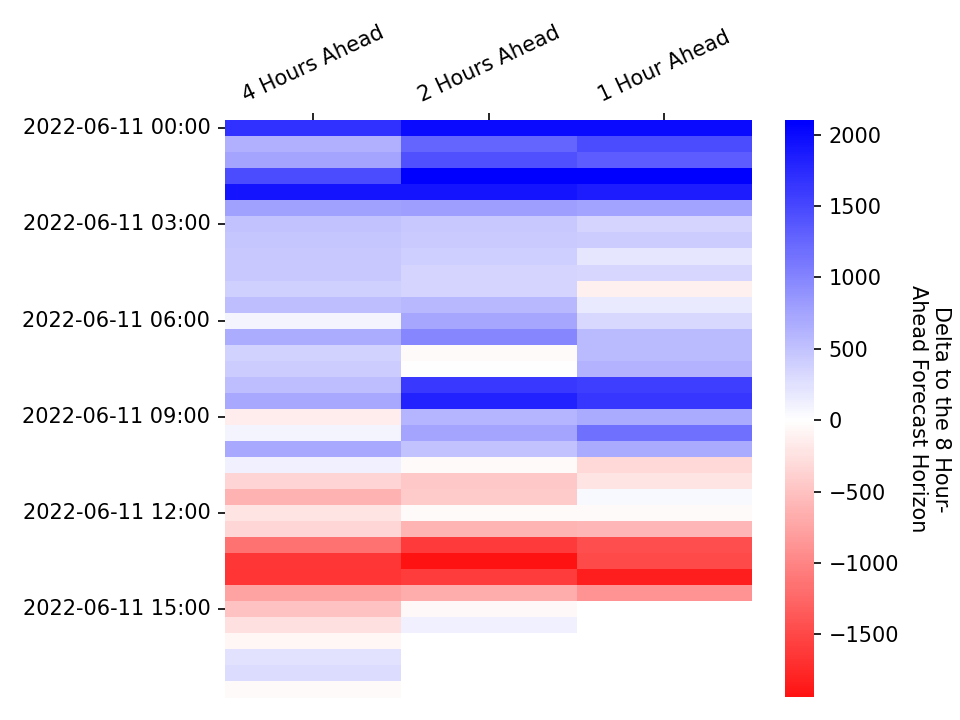 4 Hours Ahead
2 Hours Ahead
1 Hour Ahead
2022-06-11 00:00
2022-06-11 03:00
2022-06-11 06:00
2022-06-11 09:00
2022-06-11 12:00
2022-06-11 15:00
2000
1500
1000
500
0
−500
−1000
−1500
Delta to the 8 Hour-
Ahead Forecast Horizon